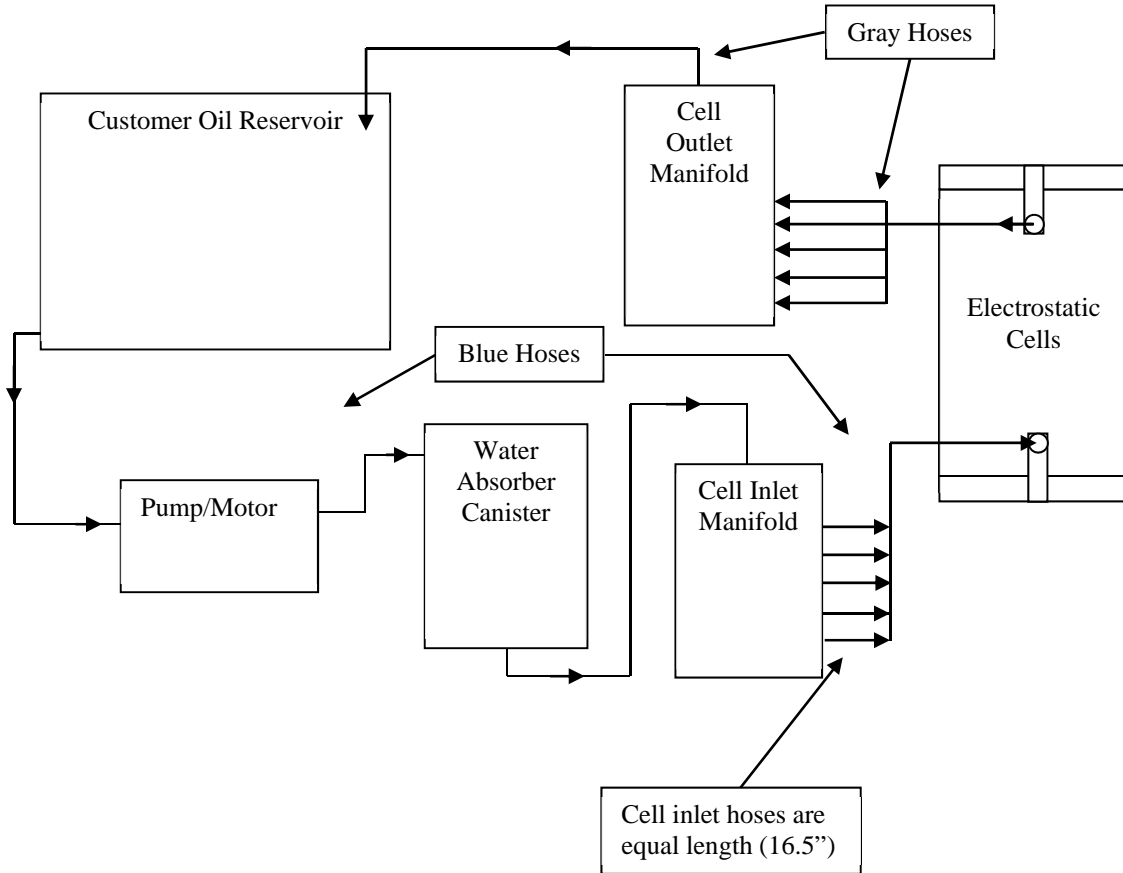 Gray Hoses
Customer Oil Reservoir
Cell
Outlet
Manifold
Electrostatic
Cells
Blue Hoses
Water
Absorber
Canister
Pump/Motor
Cell Inlet
Manifold
Cell inlet hoses are
equal length (16.5”)